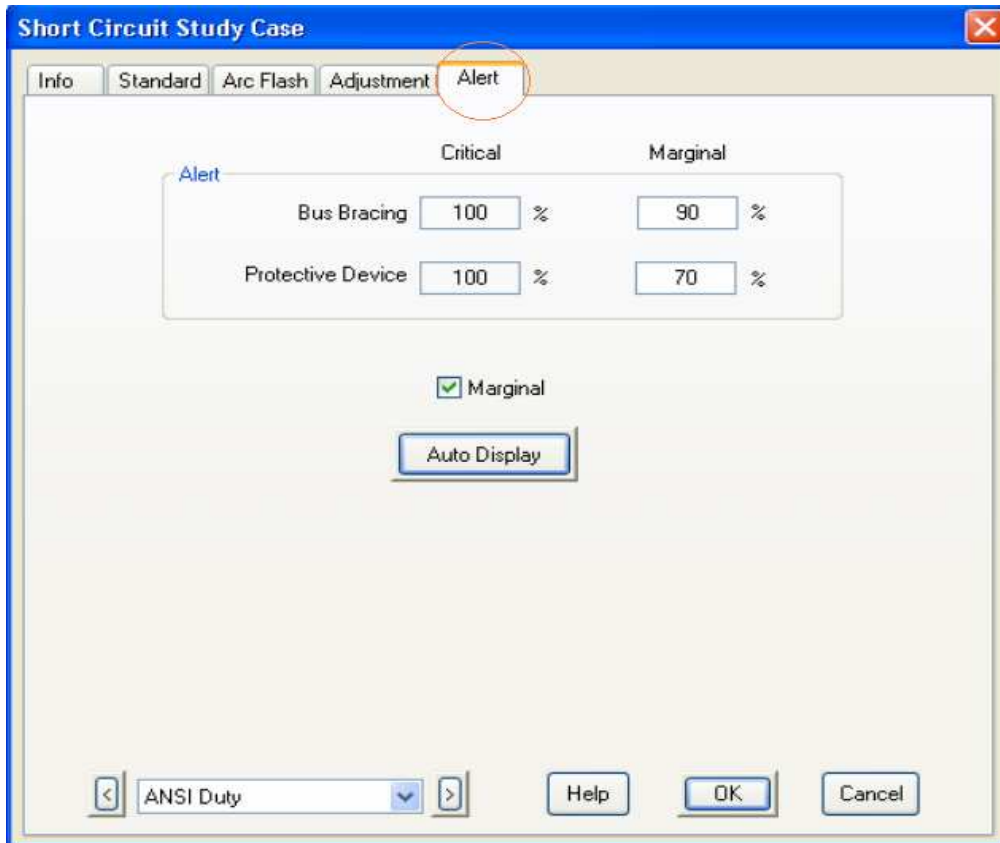 Short Circuit Study Case
Info Standard Arc Flash Adjustment Alert
Critical Marginal
Alert
Bus Bracing 100 % 90 %
Protective Device 100 % 70 %
Marginal
Auto Display
< ANSI Duty > Help OK Cancel